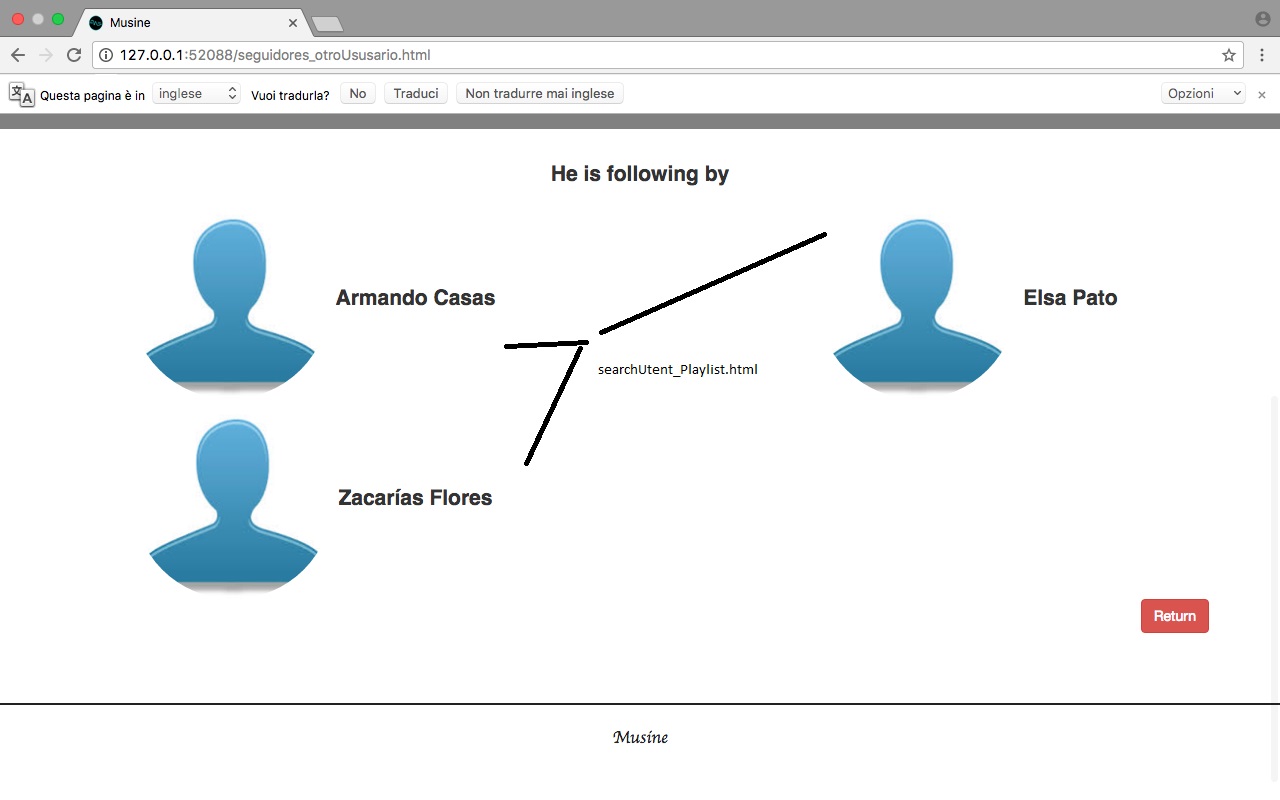 Musine
127.0.0.1:52088/seguidores_otroUsusario.html
Questa pagina è in inglese Vuoi tradurla? No Traduci Non tradurre mai inglese Opzioni
He is following by
Armando Casas
Elsa Pato
searchUtent_Playlist.html
Zacarías Flores
Return
Musine